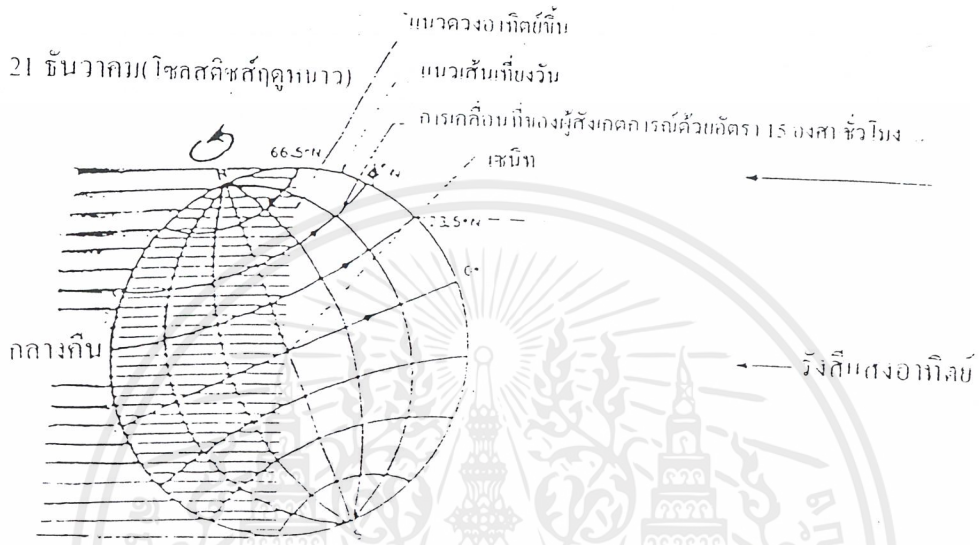 แนวดวงอาทิตย์ขึ้น
21 ธันวาคม(โซลสติซส์ฤดูหนาว)
แนวเส้นเที่ยงวัน
การเคลื่อนที่ของผู้สังเกตการณ์ด้วยอัตรา 15 องศา ชั่วโมง
66.5°N
เซนิท
23.5°N
0°
กลางคืน
รังสีแสงอาทิตย์